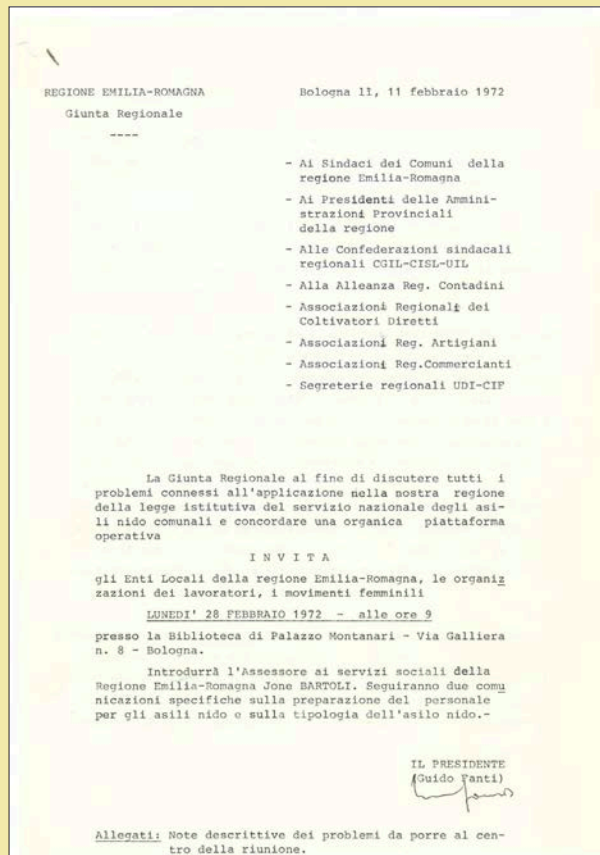 REGIONE EMILIA-ROMAGNA
Giunta Regionale
----
Bologna lì, 11 febbraio 1972
- Ai Sindaci dei Comuni della
regione Emilia-Romagna
- Ai Presidenti delle Ammini-
strazioni Provinciali
della regione
- Alle Confederazioni sindacali
regionali CGIL-CISL-UIL
- Alla Alleanza Reg. Contadini
- Associazioni Regionali dei
Coltivatori Diretti
- Associazioni Reg. Artigiani
- Associazioni Reg.Commercianti
- Segreterie regionali UDI-CIF
La Giunta Regionale al fine di discutere tutti i
problemi connessi all'applicazione nella nostra regione
della legge istitutiva del servizio nazionale degli asi-
li nido comunali e concordare una organica piattaforma
operativa
I N V I T A
gli Enti Locali della regione Emilia-Romagna, le organiz
zazioni dei lavoratori, i movimenti femminili
LUNEDI' 28 FEBBRAIO 1972 - alle ore 9
presso la Biblioteca di Palazzo Montanari - Via Galliera
n. 8 - Bologna.
Introdurrà l'Assessore ai servizi sociali della
Regione Emilia-Romagna Jone BARTOLI. Seguiranno due comu
nicazioni specifiche sulla preparazione del personale
per gli asili nido e sulla tipologia dell'asilo nido.-
IL PRESIDENTE
(Guido Fanti)
Allegati: Note descrittive dei problemi da porre al cen-
tro della riunione.